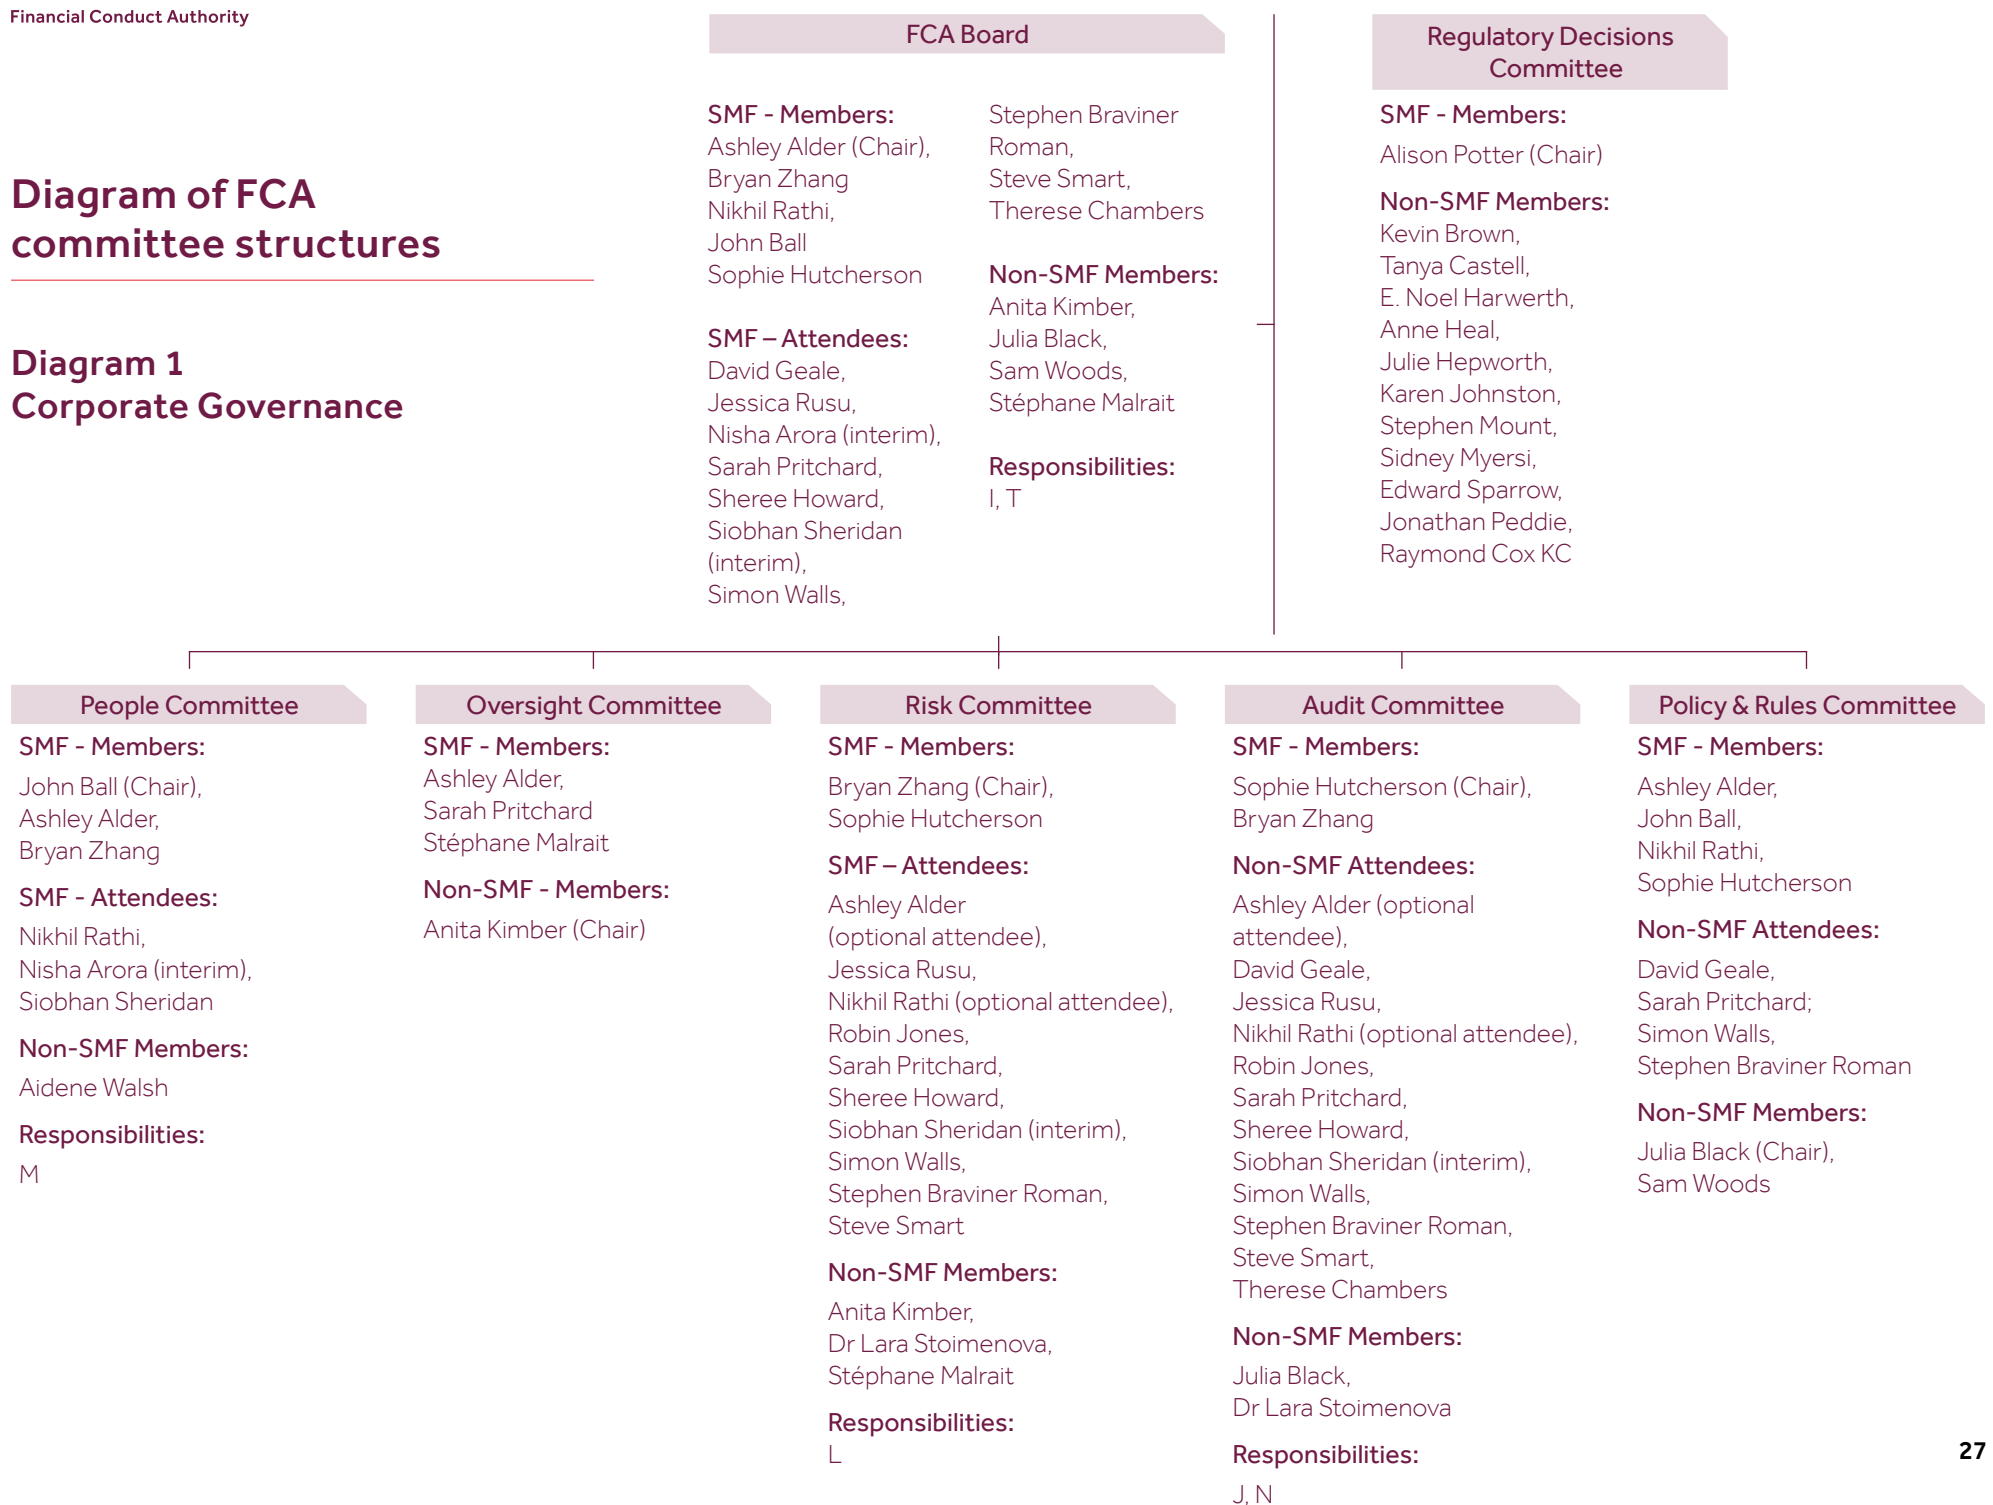 Financial Conduct Authority
Diagram of FCA
committee structures
Diagram 1
Corporate Governance
FCA Board
SMF - Members:
Ashley Alder (Chair),
Bryan Zhang
Nikhil Rathi,
John Ball
Sophie Hutcherson
SMF – Attendees:
David Geale,
Jessica Rusu,
Nisha Arora (interim),
Sarah Pritchard,
Sheree Howard,
Siobhan Sheridan
(interim),
Simon Walls,
Stephen Braviner
Roman,
Steve Smart,
Therese Chambers
Non-SMF Members:
Anita Kimber,
Julia Black,
Sam Woods,
Stéphane Malrait
Responsibilities:
I, T
Regulatory Decisions
Committee
SMF - Members:
Alison Potter (Chair)
Non-SMF Members:
Kevin Brown,
Tanya Castell,
E. Noel Harwerth,
Anne Heal,
Julie Hepworth,
Karen Johnston,
Stephen Mount,
Sidney Myersi,
Edward Sparrow,
Jonathan Peddie,
Raymond Cox KC
People Committee
SMF - Members:
John Ball (Chair),
Ashley Alder,
Bryan Zhang
SMF - Attendees:
Nikhil Rathi,
Nisha Arora (interim),
Siobhan Sheridan
Non-SMF Members:
Aidene Walsh
Responsibilities:
M
Oversight Committee
SMF - Members:
Ashley Alder,
Sarah Pritchard
Stéphane Malrait
Non-SMF - Members:
Anita Kimber (Chair)
Risk Committee
SMF - Members:
Bryan Zhang (Chair),
Sophie Hutcherson
SMF – Attendees:
Ashley Alder
(optional attendee),
Jessica Rusu,
Nikhil Rathi (optional attendee),
Robin Jones,
Sarah Pritchard,
Sheree Howard,
Siobhan Sheridan (interim),
Simon Walls,
Stephen Braviner Roman,
Steve Smart
Non-SMF Members:
Anita Kimber,
Dr Lara Stoimenova,
Stéphane Malrait
Responsibilities:
L
Audit Committee
SMF - Members:
Sophie Hutcherson (Chair),
Bryan Zhang
Non-SMF Attendees:
Ashley Alder (optional
attendee),
David Geale,
Jessica Rusu,
Nikhil Rathi (optional attendee),
Robin Jones,
Sarah Pritchard,
Sheree Howard,
Siobhan Sheridan (interim),
Simon Walls,
Stephen Braviner Roman,
Steve Smart,
Therese Chambers
Non-SMF Members:
Julia Black,
Dr Lara Stoimenova
Responsibilities:
J, N
Policy & Rules Committee
SMF - Members:
Ashley Alder,
John Ball,
Nikhil Rathi,
Sophie Hutcherson
Non-SMF Attendees:
David Geale,
Sarah Pritchard;
Simon Walls,
Stephen Braviner Roman
Non-SMF Members:
Julia Black (Chair),
Sam Woods
27